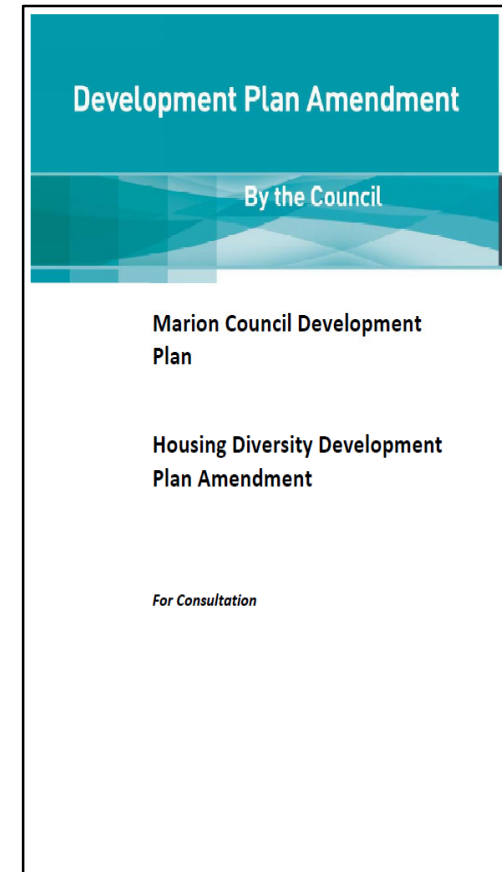 Development Plan Amendment
By the Council
Marion Council Development
Plan
Housing Diversity Development
Plan Amendment
For Consultation